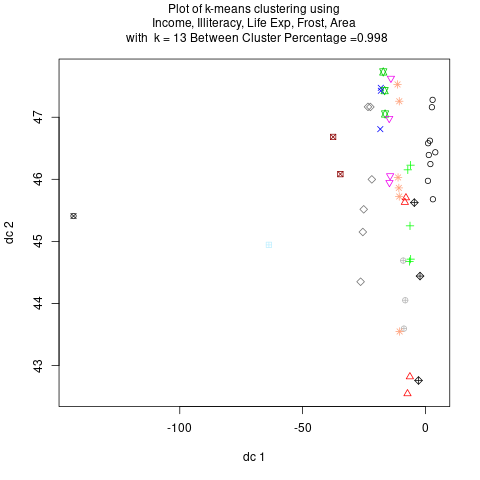 Plot of k-means clustering using
Income, Illiteracy, Life Exp, Frost, Area
with k = 13 Between Cluster Percentage =0.998
47
46
45
44
43
dc 2
-100
-50
0
dc 1